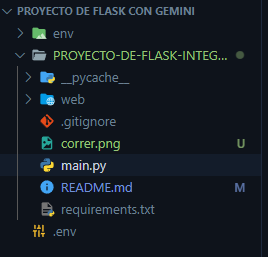 PROYECTO DE FLASK CON GEMINI
env
PROYECTO-DE-FLASK-INTEG...
__pycache__
web
.gitignore
correr.png U
main.py
README.md M
requirements.txt
.env